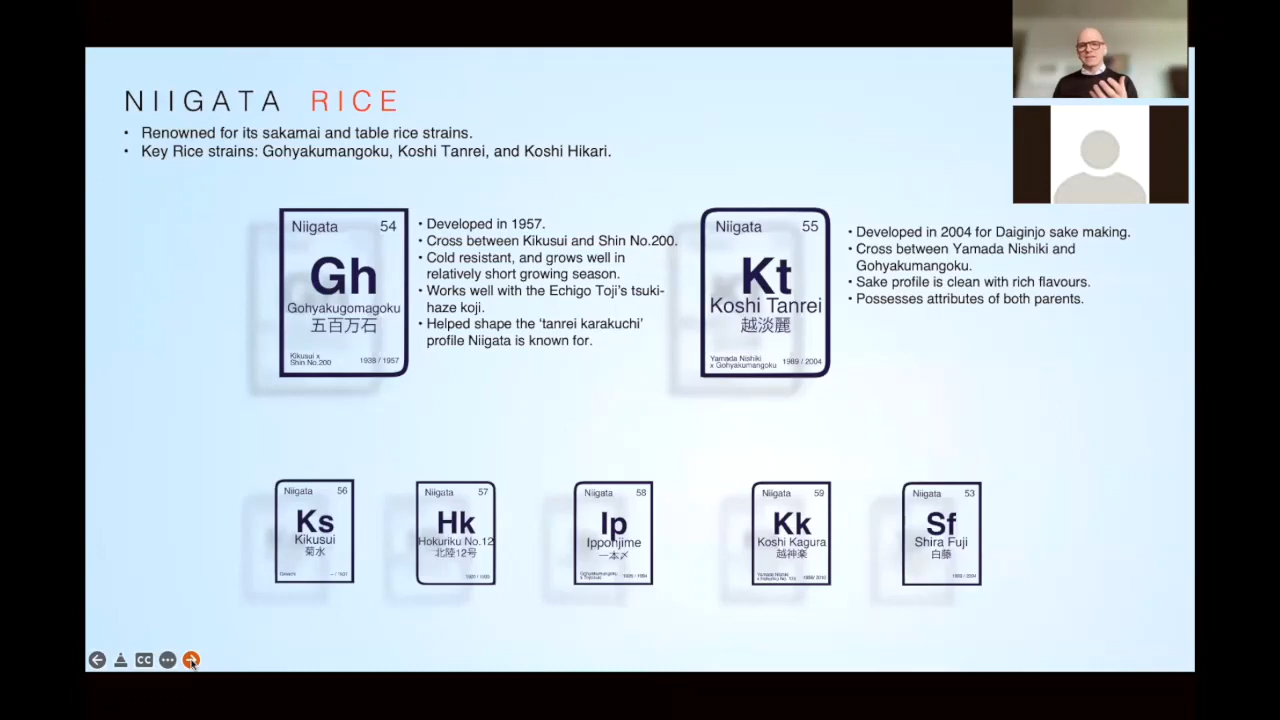 NIIGATA RICE
• Renowned for its sakamai and table rice strains.
• Key Rice strains: Gohyakumangoku, Koshi Tanrei, and Koshi Hikari.
Niigata 54
Gh
Gohyakugomagoku
五百万石
Kikusui x
Shin No.200
1938 / 1957
• Developed in 1957.
• Cross between Kikusui and Shin No.200.
• Cold resistant, and grows well in
relatively short growing season.
• Works well with the Echigo Toji's tsuki-
haze koji.
• Helped shape the ‘tanrei karakuchi’
profile Niigata is known for.
Niigata 55
Kt
Koshi Tanrei
越淡麗
Yamada Nishiki
x Gohyakumangoku
1989 / 2004
• Developed in 2004 for Daiginjo sake making.
• Cross between Yamada Nishiki and
Gohyakumangoku.
• Sake profile is clean with rich flavours.
• Possesses attributes of both parents.
Niigata 56
Ks
Kikusui
菊水
Niigata 57
Hk
Hokuriku No.12
北陸12号
Niigata 58
Ip
Ipponjime
一本〆
Niigata 59
Kk
Koshi Kagura
越神楽
Niigata 53
Sf
Shira Fuji
白藤
CC